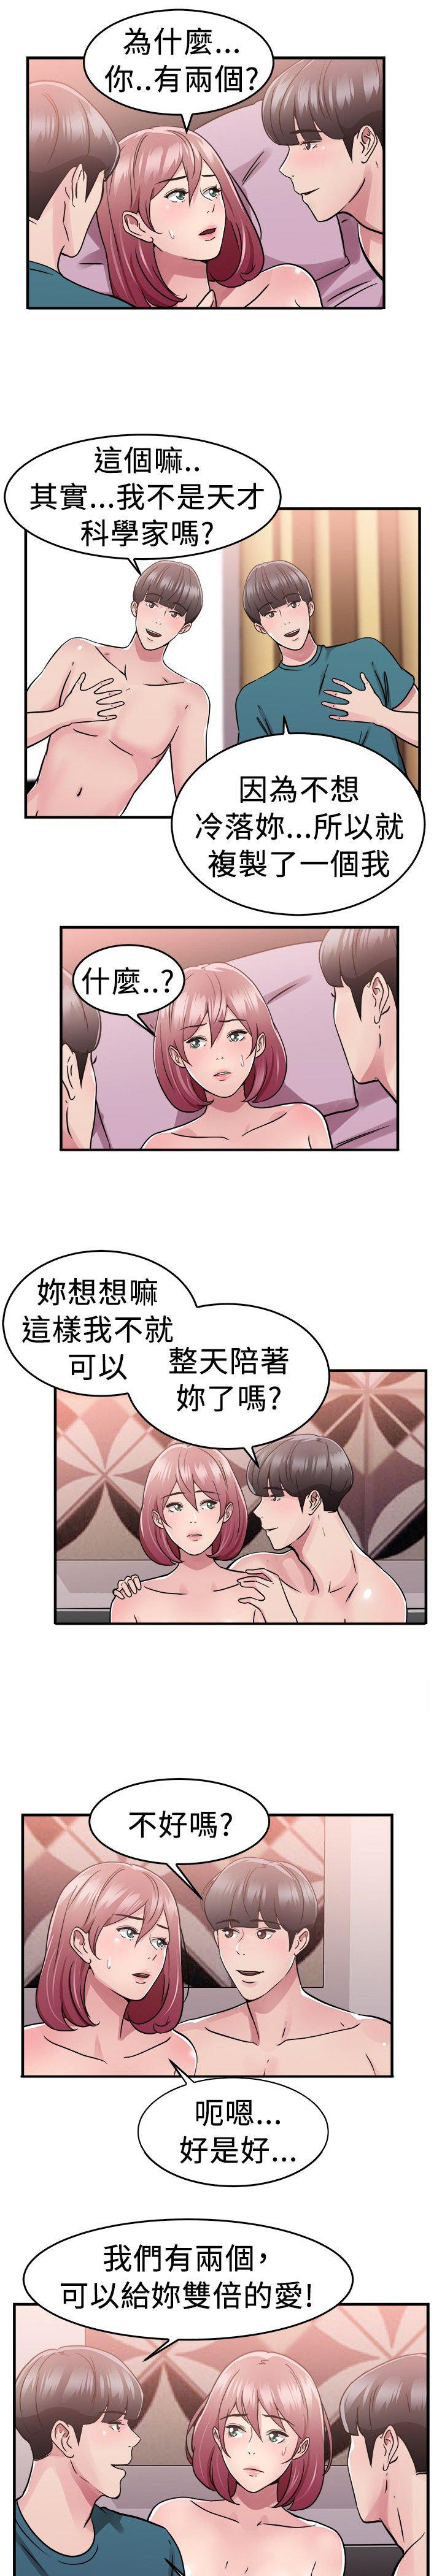 為什麼...
你..有兩個?
這個嘛..
其實...我不是天才
科學家嗎?
因為不想
冷落妳...所以就
複製了一個我
什麼..?
妳想想嘛
這樣我不就
可以
整天陪著
妳了嗎?
不好嗎?
呃嗯...
好是好...
我們有兩個，
可以給妳雙倍的愛!